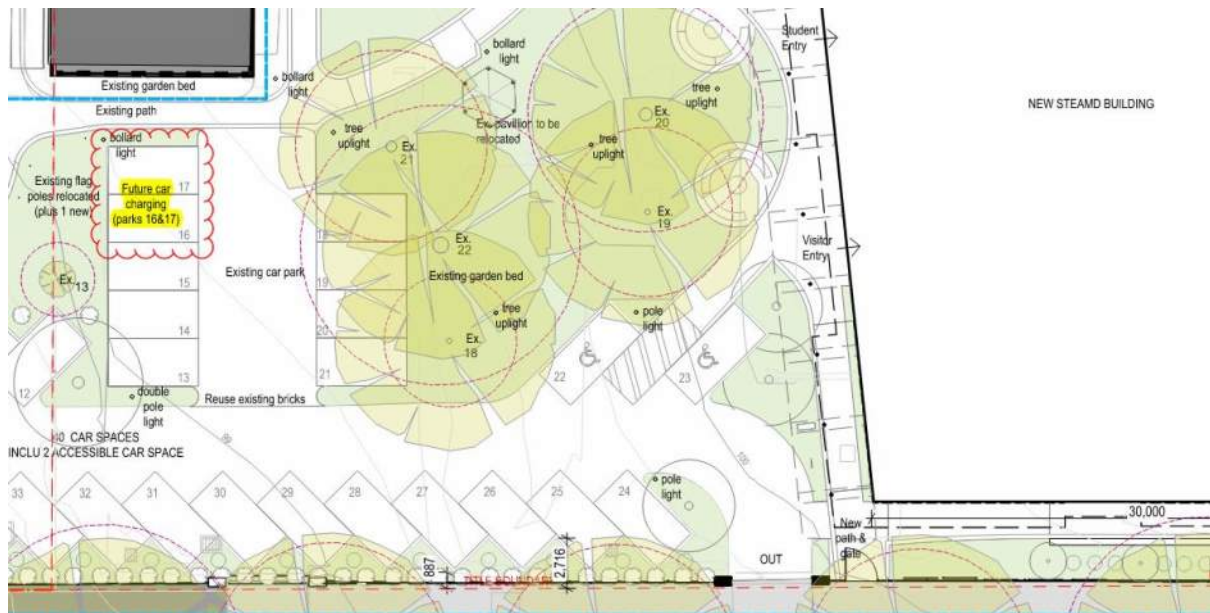 Student
Entry
bollard
light
NEW STEAMD BUILDING
bollard
light
Existing garden bed
tree
uplight
Existing path
Ex.
20
tree
uplight
Ex. pavillion to be
relocated
bollard
light
tree
uplight
Ex.
21
Existing flag
poles relocated
(plus 1 new)
Future car
charging
(parks 16&17)
17
16
Ex.
19
18
Ex.
22
Visitor
Entry
Existing car park
Existing garden bed
Ex.
13
15
19
14
20
tree
uplight
pole
light
Ex.
18
13
21
22
23
12
double
pole
light
Reuse existing bricks
CAR SPACES
INCLU 2 ACCESSIBLE CAR SPACE
33
32
31
30
29
28
27
26
25
24
pole
light
100
30,000
New
path &
gate
OUT
887
2,716
TITLE BOUNDARY